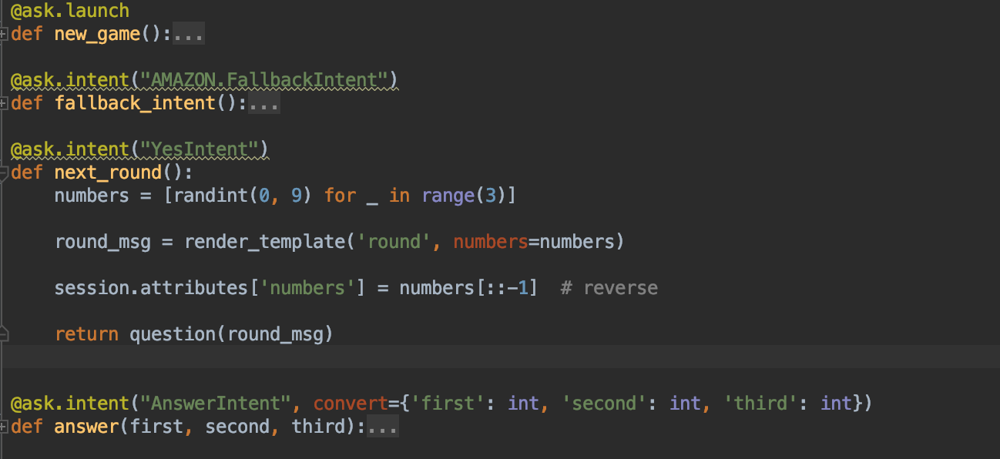 @ask.launch
def new_game():...
@ask.intent("AMAZON.FallbackIntent")
def fallback_intent():...
@ask.intent("YesIntent")
def next_round():
    numbers = [randint(0, 9) for _ in range(3)]
    round_msg = render_template('round', numbers=numbers)
    session.attributes['numbers'] = numbers[::-1]  # reverse
    return question(round_msg)
@ask.intent("AnswerIntent", convert={'first': int, 'second': int, 'third': int})
def answer(first, second, third):...